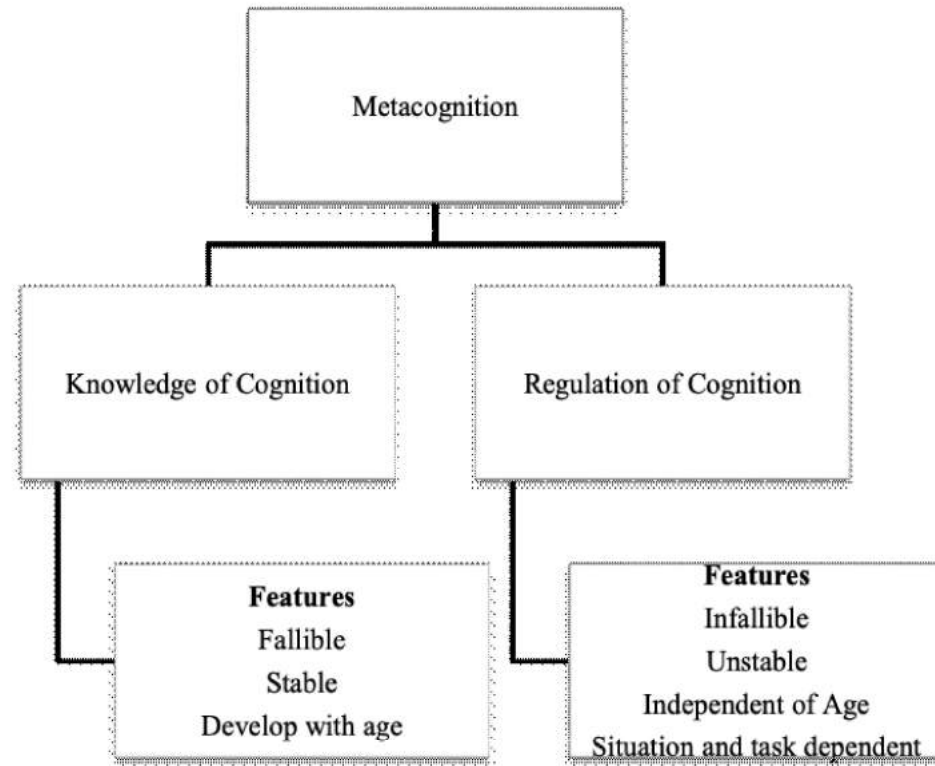 Metacognition
Knowledge of Cognition
Regulation of Cognition
Features
Fallible
Stable
Develop with age
Features
Infallible
Unstable
Independent of Age
Situation and task dependent